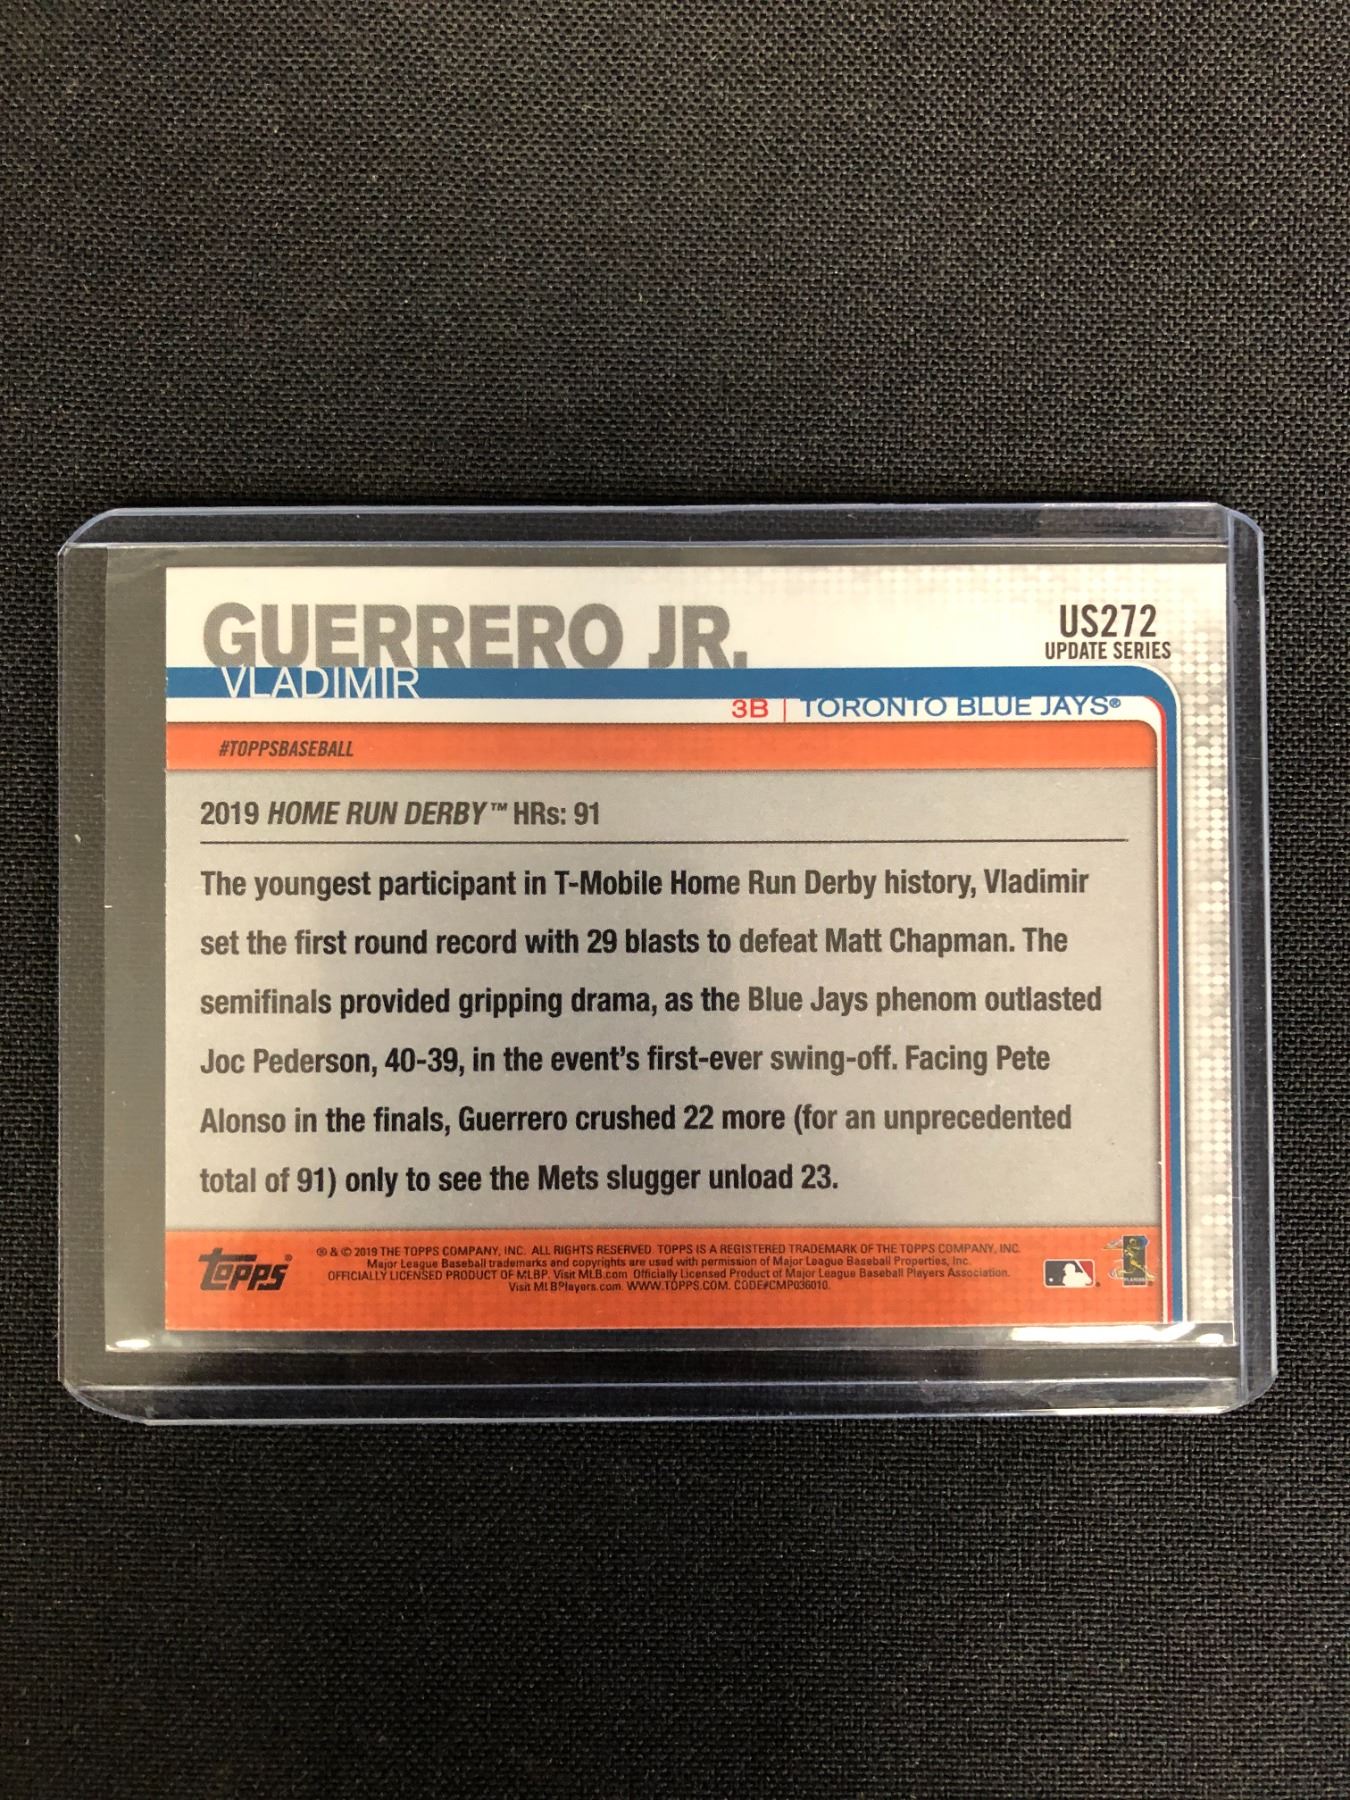 GUERRERO JR.
US272
UPDATE SERIES
VLADIMIR
3B | TORONTO BLUE JAYS®
#TOPPSBASEBALL
2019 HOME RUN DERBY™ HRs: 91
The youngest participant in T-Mobile Home Run Derby history, Vladimir
set the first round record with 29 blasts to defeat Matt Chapman. The
semifinals provided gripping drama, as the Blue Jays phenom outlasted
Joc Pederson, 40-39, in the event's first-ever swing-off. Facing Pete
Alonso in the finals, Guerrero crushed 22 more (for an unprecedented
total of 91) only to see the Mets slugger unload 23.
Topps®
® & © 2019 THE TOPPS COMPANY, INC. ALL RIGHTS RESERVED. TOPPS IS A REGISTERED TRADEMARK OF THE TOPPS COMPANY, INC.
Major League Baseball trademarks and copyrights are used with permission of Major League Baseball Properties, Inc.
OFFICIALLY LICENSED PRODUCT OF MLBP. Visit MLB.com Officially Licensed Product of Major League Baseball Players Association.
Visit MLBPlayers.com. WWW.TOPPS.COM. CODE#CMP036010.
PLAYERS